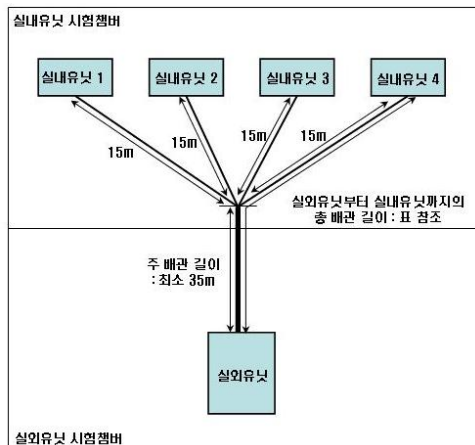 실내유닛 시험챔버
실내유닛 1
실내유닛 2
실내유닛 3
실내유닛 4
15m
15m
15m
15m
실외유닛부터 실내유닛까지의
총 배관 길이 : 표 참조
주 배관 길이
: 최소 35m
실외유닛
실외유닛 시험챔버